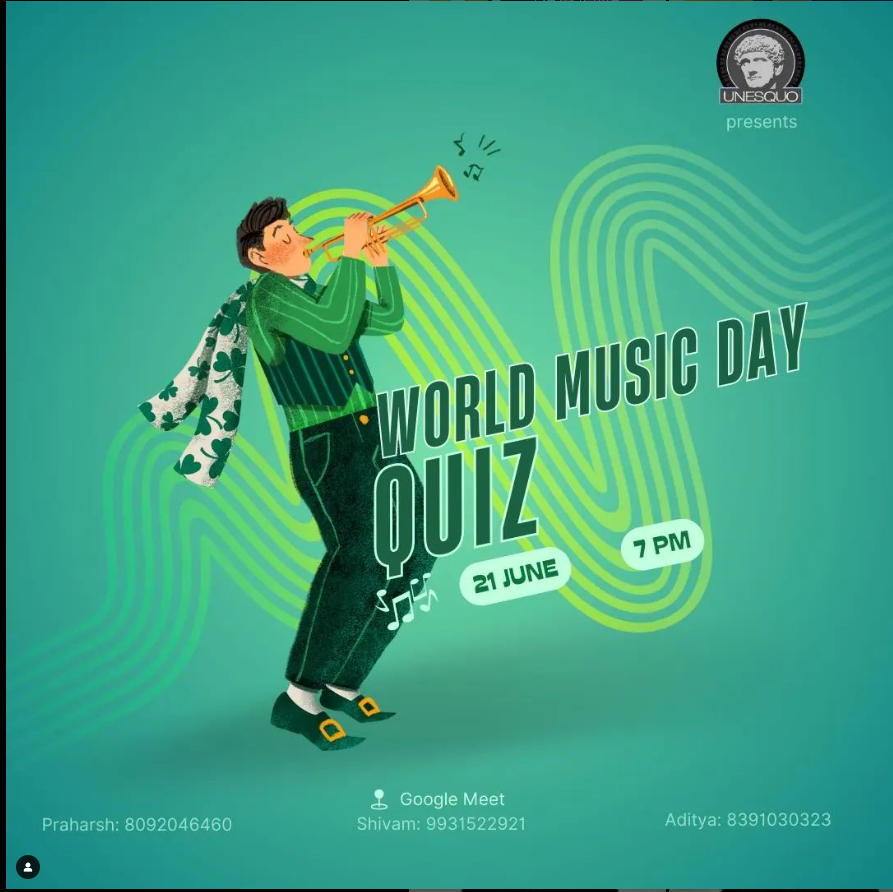 UNESQUO
presents
WORLD MUSIC DAY
QUIZ
21 JUNE
7 PM
Google Meet
Praharsh: 8092046460
Shivam: 9931522921
Aditya: 8391030323